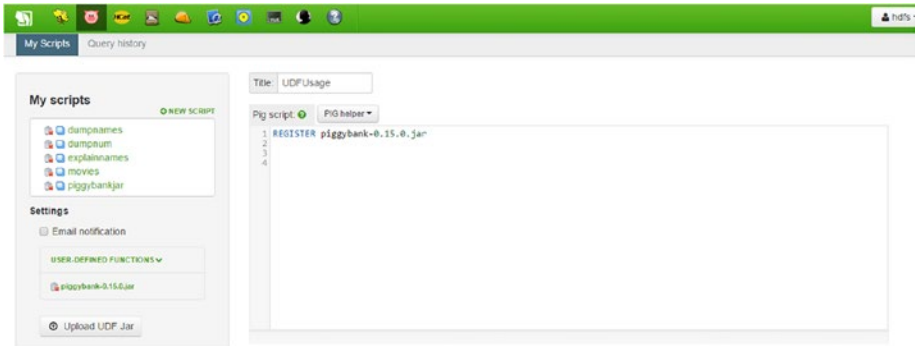 hdfs
My Scripts Query history
My scripts
NEW SCRIPT
dumpnames
dumpnum
explainnames
movies
piggybankjar
Settings
Email notification
USER-DEFINED FUNCTIONS
piggybank-0.15.0.jar
Upload UDF Jar
Title: UDFUsage
Pig script: PIG helper
1 REGISTER piggybank-0.15.0.jar
2
3
4